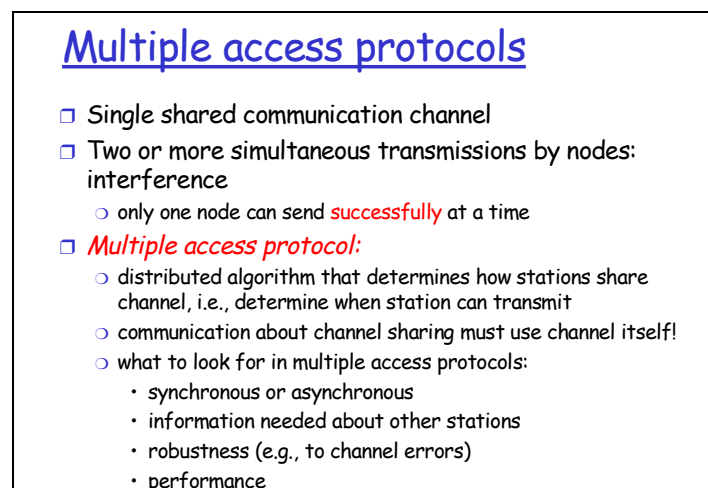 Multiple access protocols
❒ Single shared communication channel
❒ Two or more simultaneous transmissions by nodes:
interference
❍ only one node can send successfully at a time
❒ Multiple access protocol:
❍ distributed algorithm that determines how stations share
channel, i.e., determine when station can transmit
❍ communication about channel sharing must use channel itself!
❍ what to look for in multiple access protocols:
• synchronous or asynchronous
• information needed about other stations
• robustness (e.g., to channel errors)
• performance